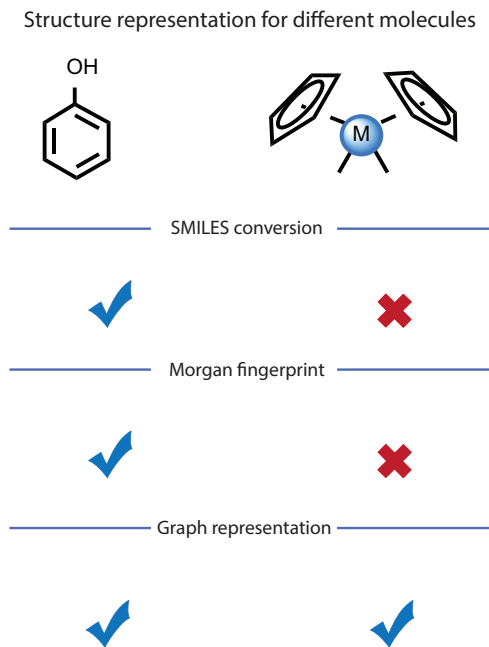 Structure representation for different molecules
OH
M
SMILES conversion
Morgan fingerprint
Graph representation